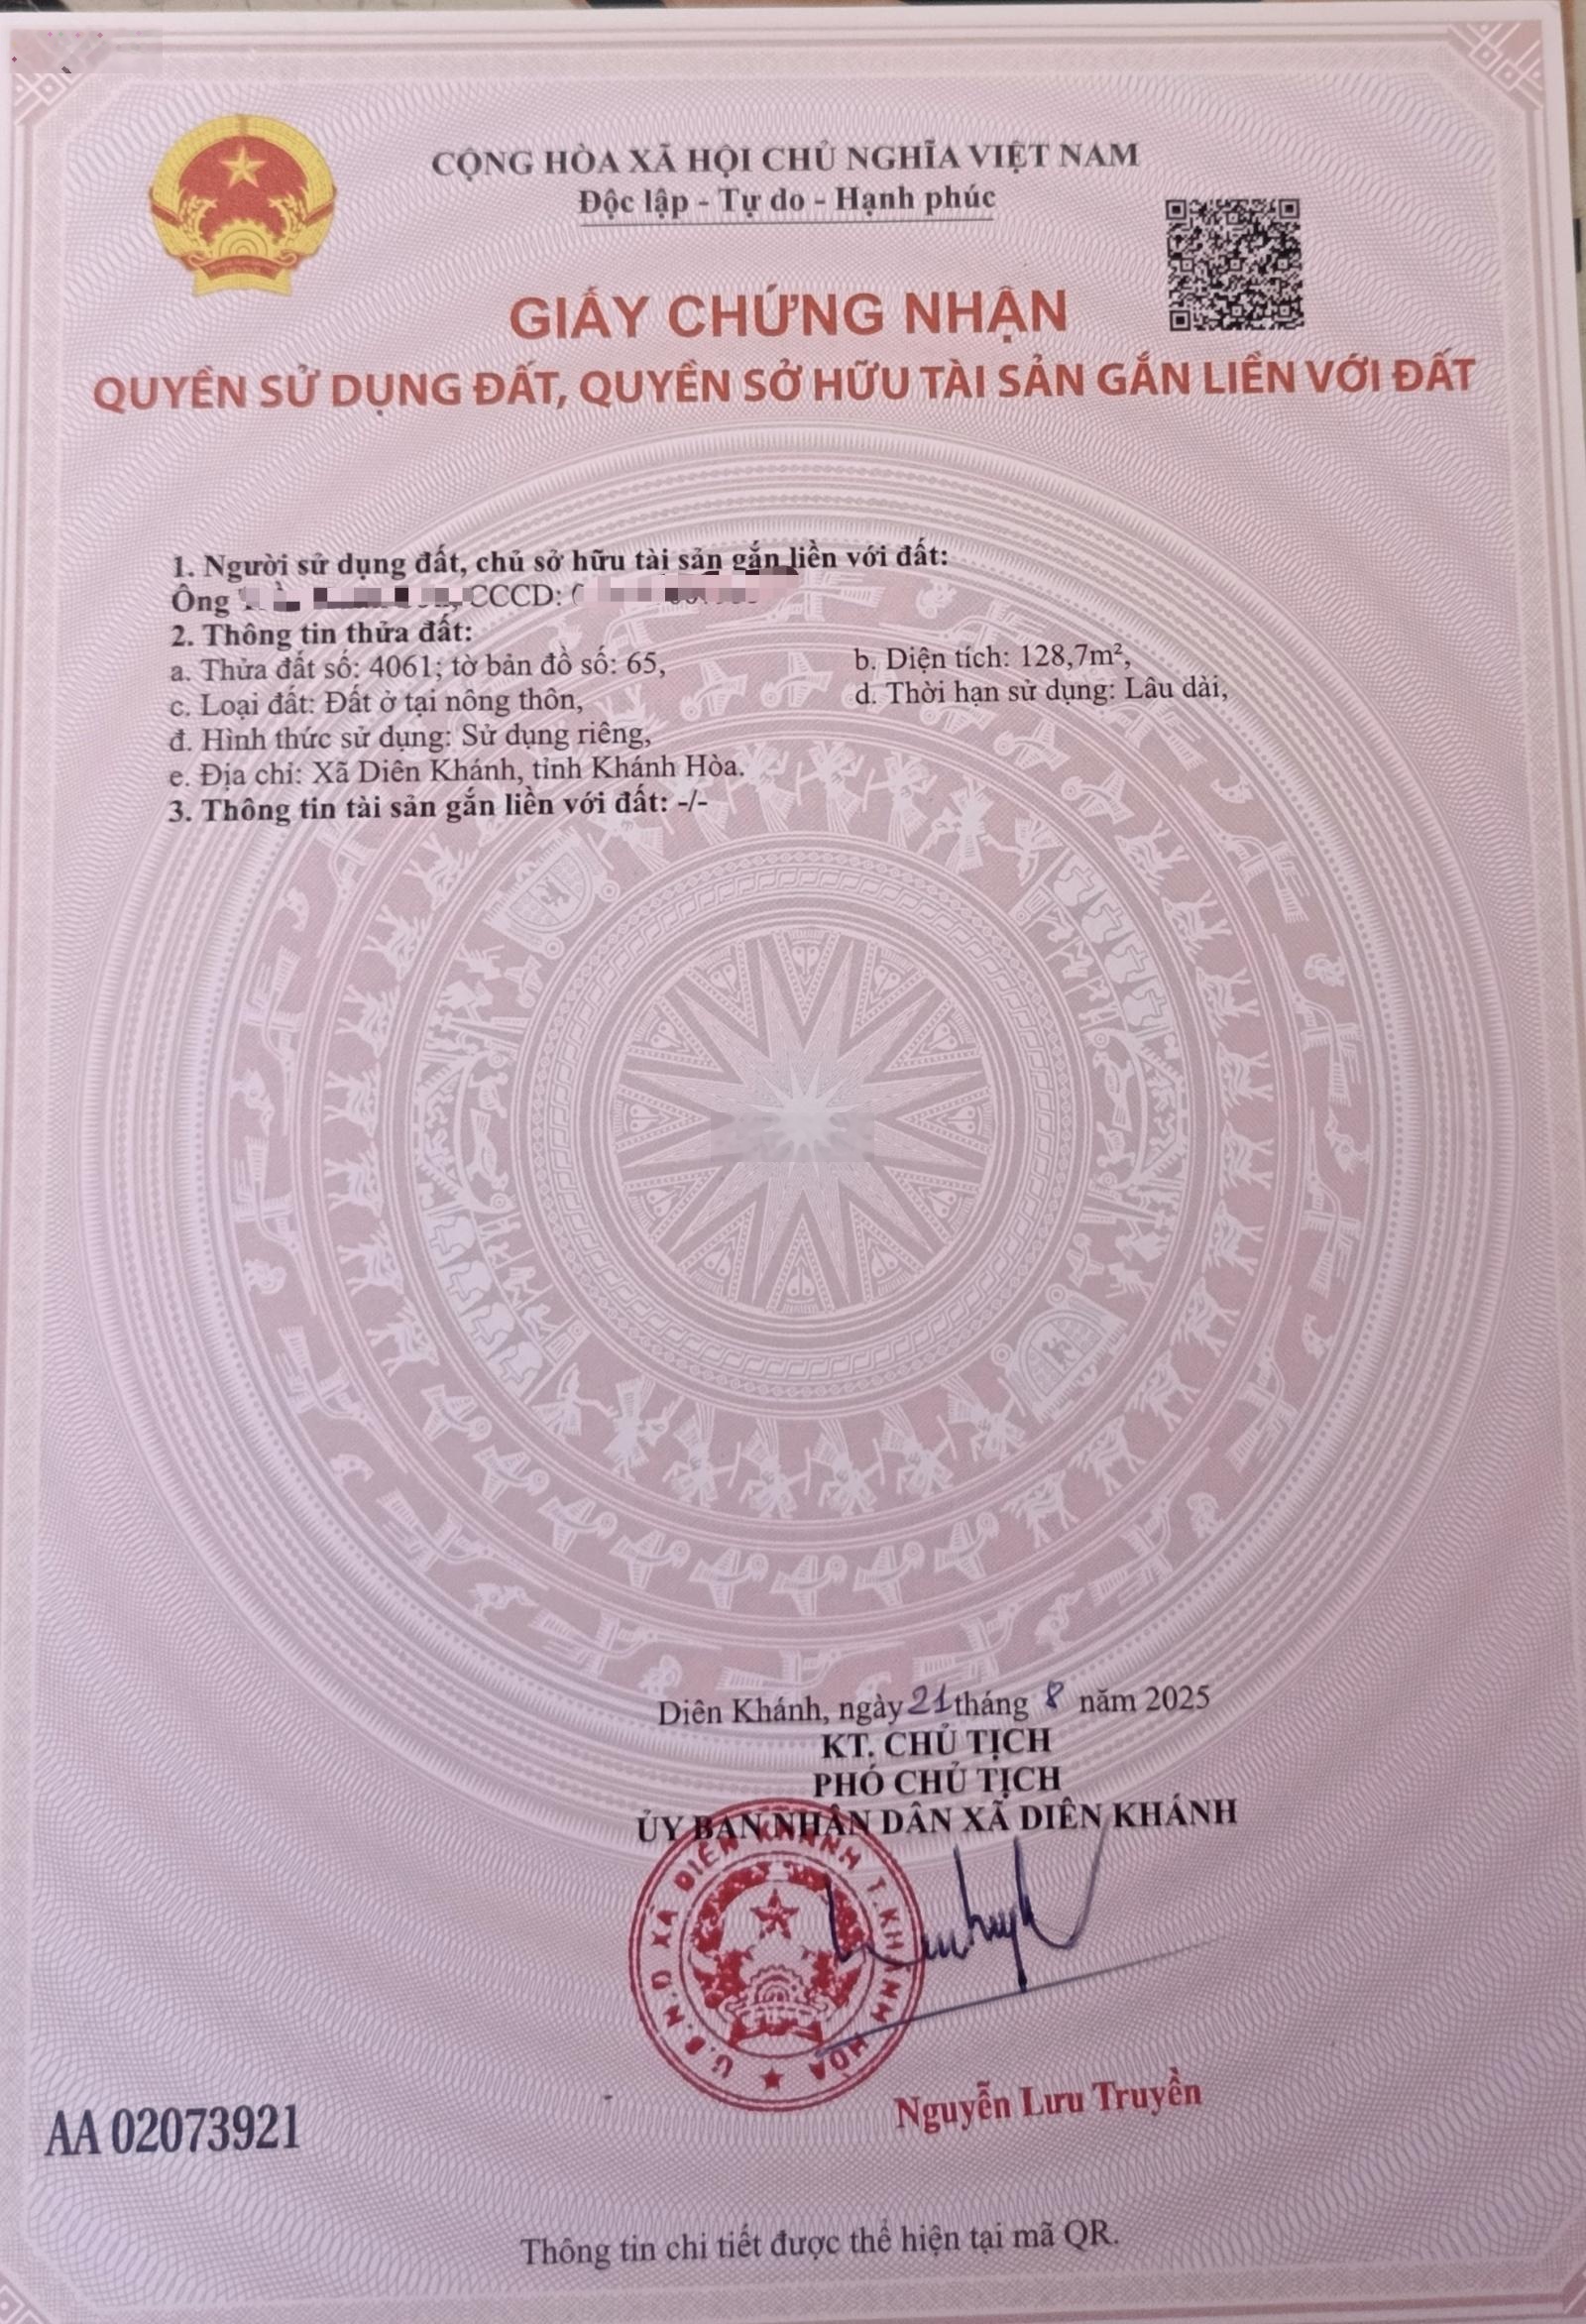 CỘNG HÒA XÃ HỘI CHỦ NGHĨA VIỆT NAM
Độc lập - Tự do - Hạnh phúc
GIẤY CHỨNG NHẬN
QUYỀN SỬ DỤNG ĐẤT, QUYỀN SỞ HỮU TÀI SẢN GẮN LIỀN VỚI ĐẤT
1. Người sử dụng đất, chủ sở hữu tài sản gắn liền với đất:
Ông CCCD:
2. Thông tin thửa đất:
a. Thửa đất số: 4061; tờ bản đồ số: 65, b. Diện tích: 128,7m²,
c. Loại đất: Đất ở tại nông thôn, d. Thời hạn sử dụng: Lâu dài,
đ. Hình thức sử dụng: Sử dụng riêng,
e. Địa chỉ: Xã Diên Khánh, tỉnh Khánh Hòa.
3. Thông tin tài sản gắn liền với đất: -/-
Diên Khánh, ngày 21 tháng 8 năm 2025
KT. CHỦ TỊCH
PHÓ CHỦ TỊCH
ỦY BAN NHÂN DÂN XÃ DIÊN KHÁNH
U.B.N.D XÃ DIÊN KHÁNH T.KHÁNH HÒA
Nguyễn Lưu Truyền
AA 02073921
Thông tin chi tiết được thể hiện tại mã QR.